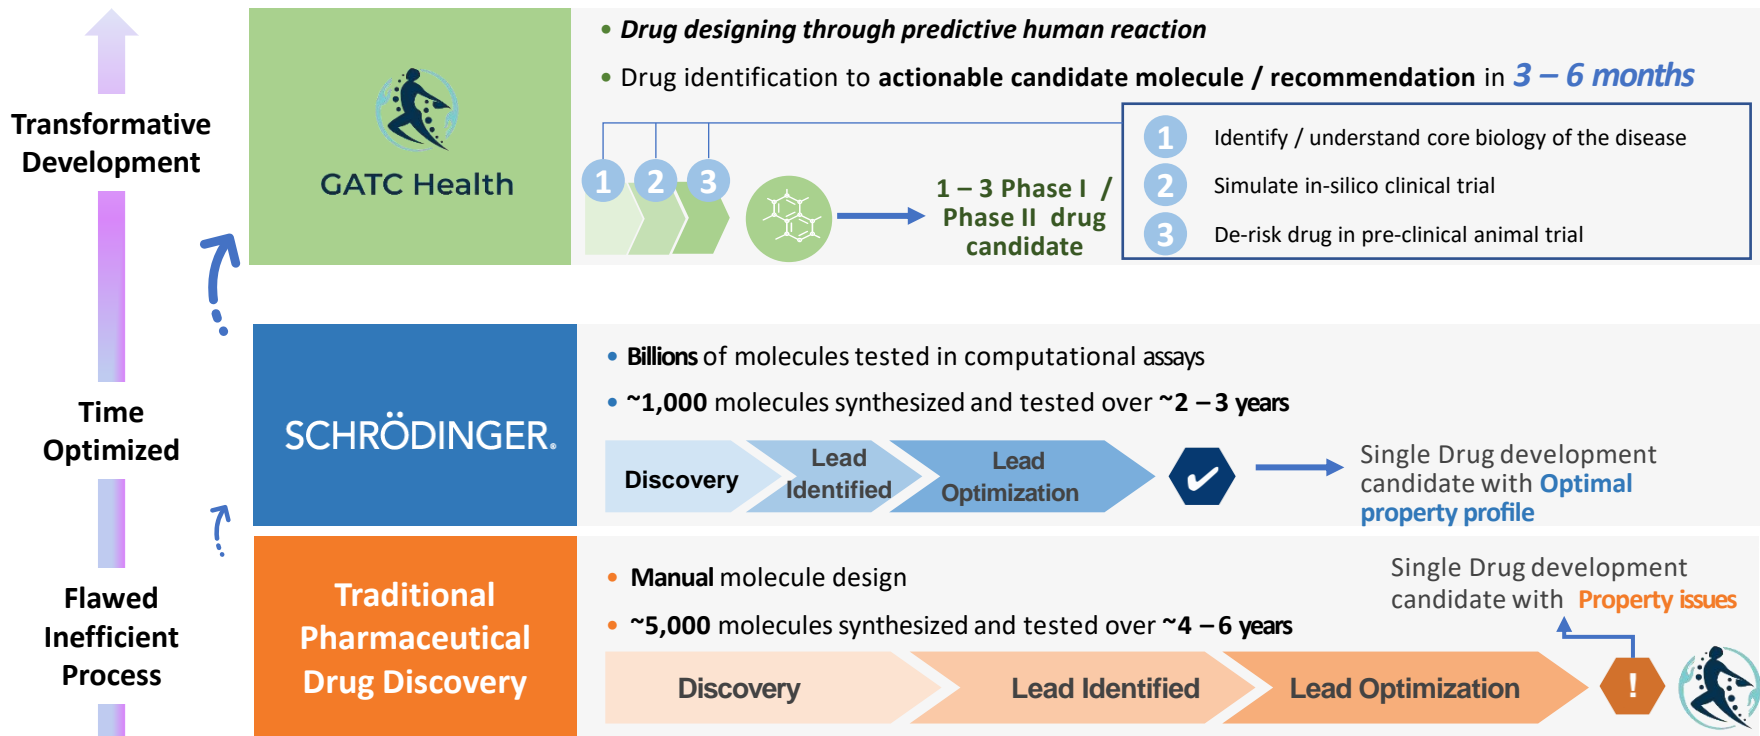 Transformative
Development
GATC Health
• Drug designing through predictive human reaction
• Drug identification to actionable candidate molecule / recommendation in 3 – 6 months
1 2 3
1 – 3 Phase I /
Phase II drug
candidate
1 Identify / understand core biology of the disease
2 Simulate in-silico clinical trial
3 De-risk drug in pre-clinical animal trial
Time
Optimized
SCHRÖDINGER®
• Billions of molecules tested in computational assays
• ~1,000 molecules synthesized and tested over ~2 – 3 years
Discovery
Lead
Identified
Lead
Optimization
Single Drug development
candidate with Optimal
property profile
Flawed
Inefficient
Process
Traditional
Pharmaceutical
Drug Discovery
• Manual molecule design
• ~5,000 molecules synthesized and tested over ~4 – 6 years
Discovery
Lead Identified
Lead Optimization
!
Single Drug development
candidate with Property issues